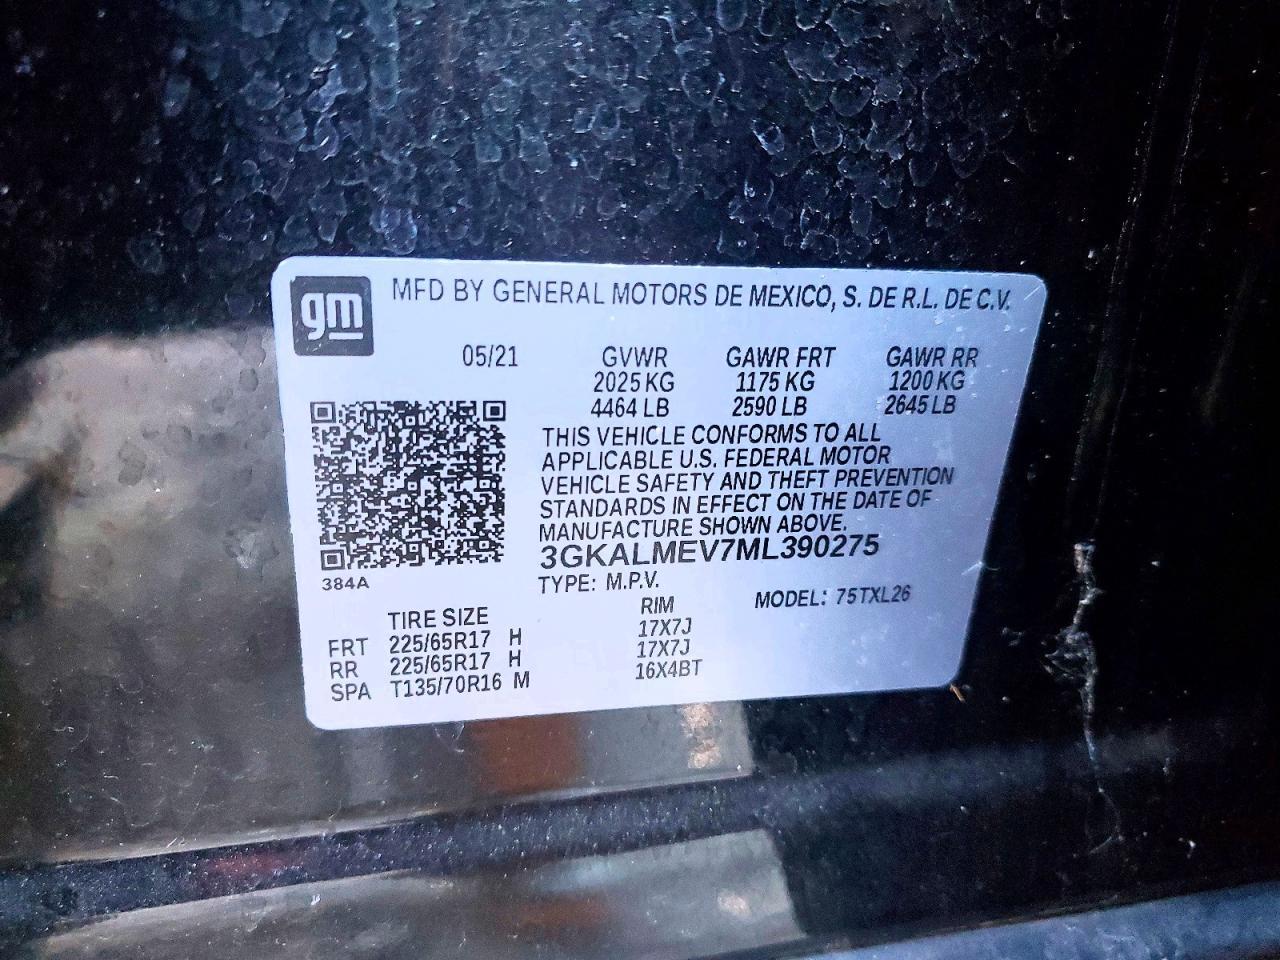 gm
MFD BY GENERAL MOTORS DE MEXICO, S. DE R.L. DE C.V.
05/21 GVWR GAWR FRT GAWR RR
2025 KG 1175 KG 1200 KG
4464 LB 2590 LB 2645 LB
THIS VEHICLE CONFORMS TO ALL
APPLICABLE U.S. FEDERAL MOTOR
VEHICLE SAFETY AND THEFT PREVENTION
STANDARDS IN EFFECT ON THE DATE OF
MANUFACTURE SHOWN ABOVE.
3GKALMEV7ML390275
384A TYPE: M.P.V. MODEL: 75TXL26
TIRE SIZE RIM
FRT 225/65R17 H 17X7J
RR 225/65R17 H 17X7J
SPA T135/70R16 M 16X4BT